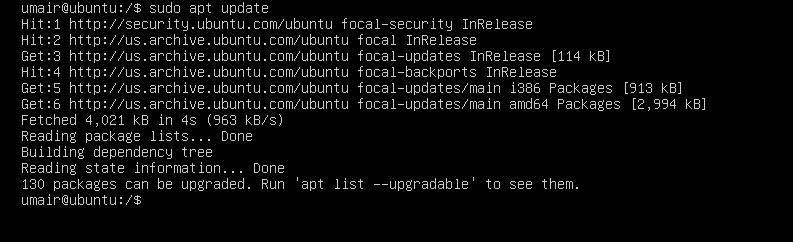 umair@ubuntu:/$ sudo apt update
Hit:1 http://security.ubuntu.com/ubuntu focal-security InRelease
Hit:2 http://us.archive.ubuntu.com/ubuntu focal InRelease
Get:3 http://us.archive.ubuntu.com/ubuntu focal-updates InRelease [114 kB]
Hit:4 http://us.archive.ubuntu.com/ubuntu focal-backports InRelease
Get:5 http://us.archive.ubuntu.com/ubuntu focal-updates/main i386 Packages [913 kB]
Get:6 http://us.archive.ubuntu.com/ubuntu focal-updates/main amd64 Packages [2,994 kB]
Fetched 4,021 kB in 4s (963 kB/s)
Reading package lists... Done
Building dependency tree
Reading state information... Done
130 packages can be upgraded. Run 'apt list --upgradable' to see them.
umair@ubuntu:/$